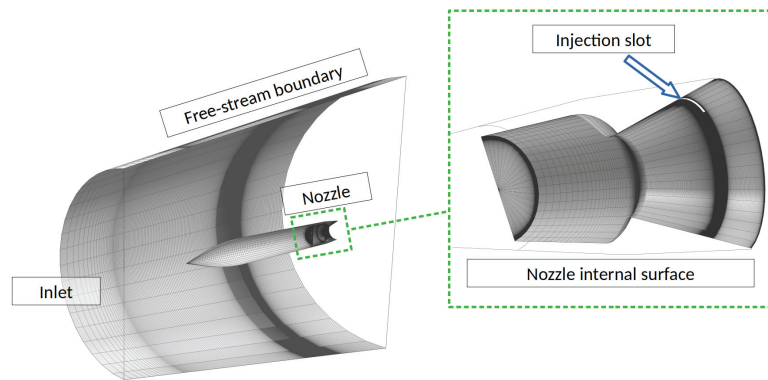 Free-stream boundary
Nozzle
Inlet
Injection slot
Nozzle internal surface